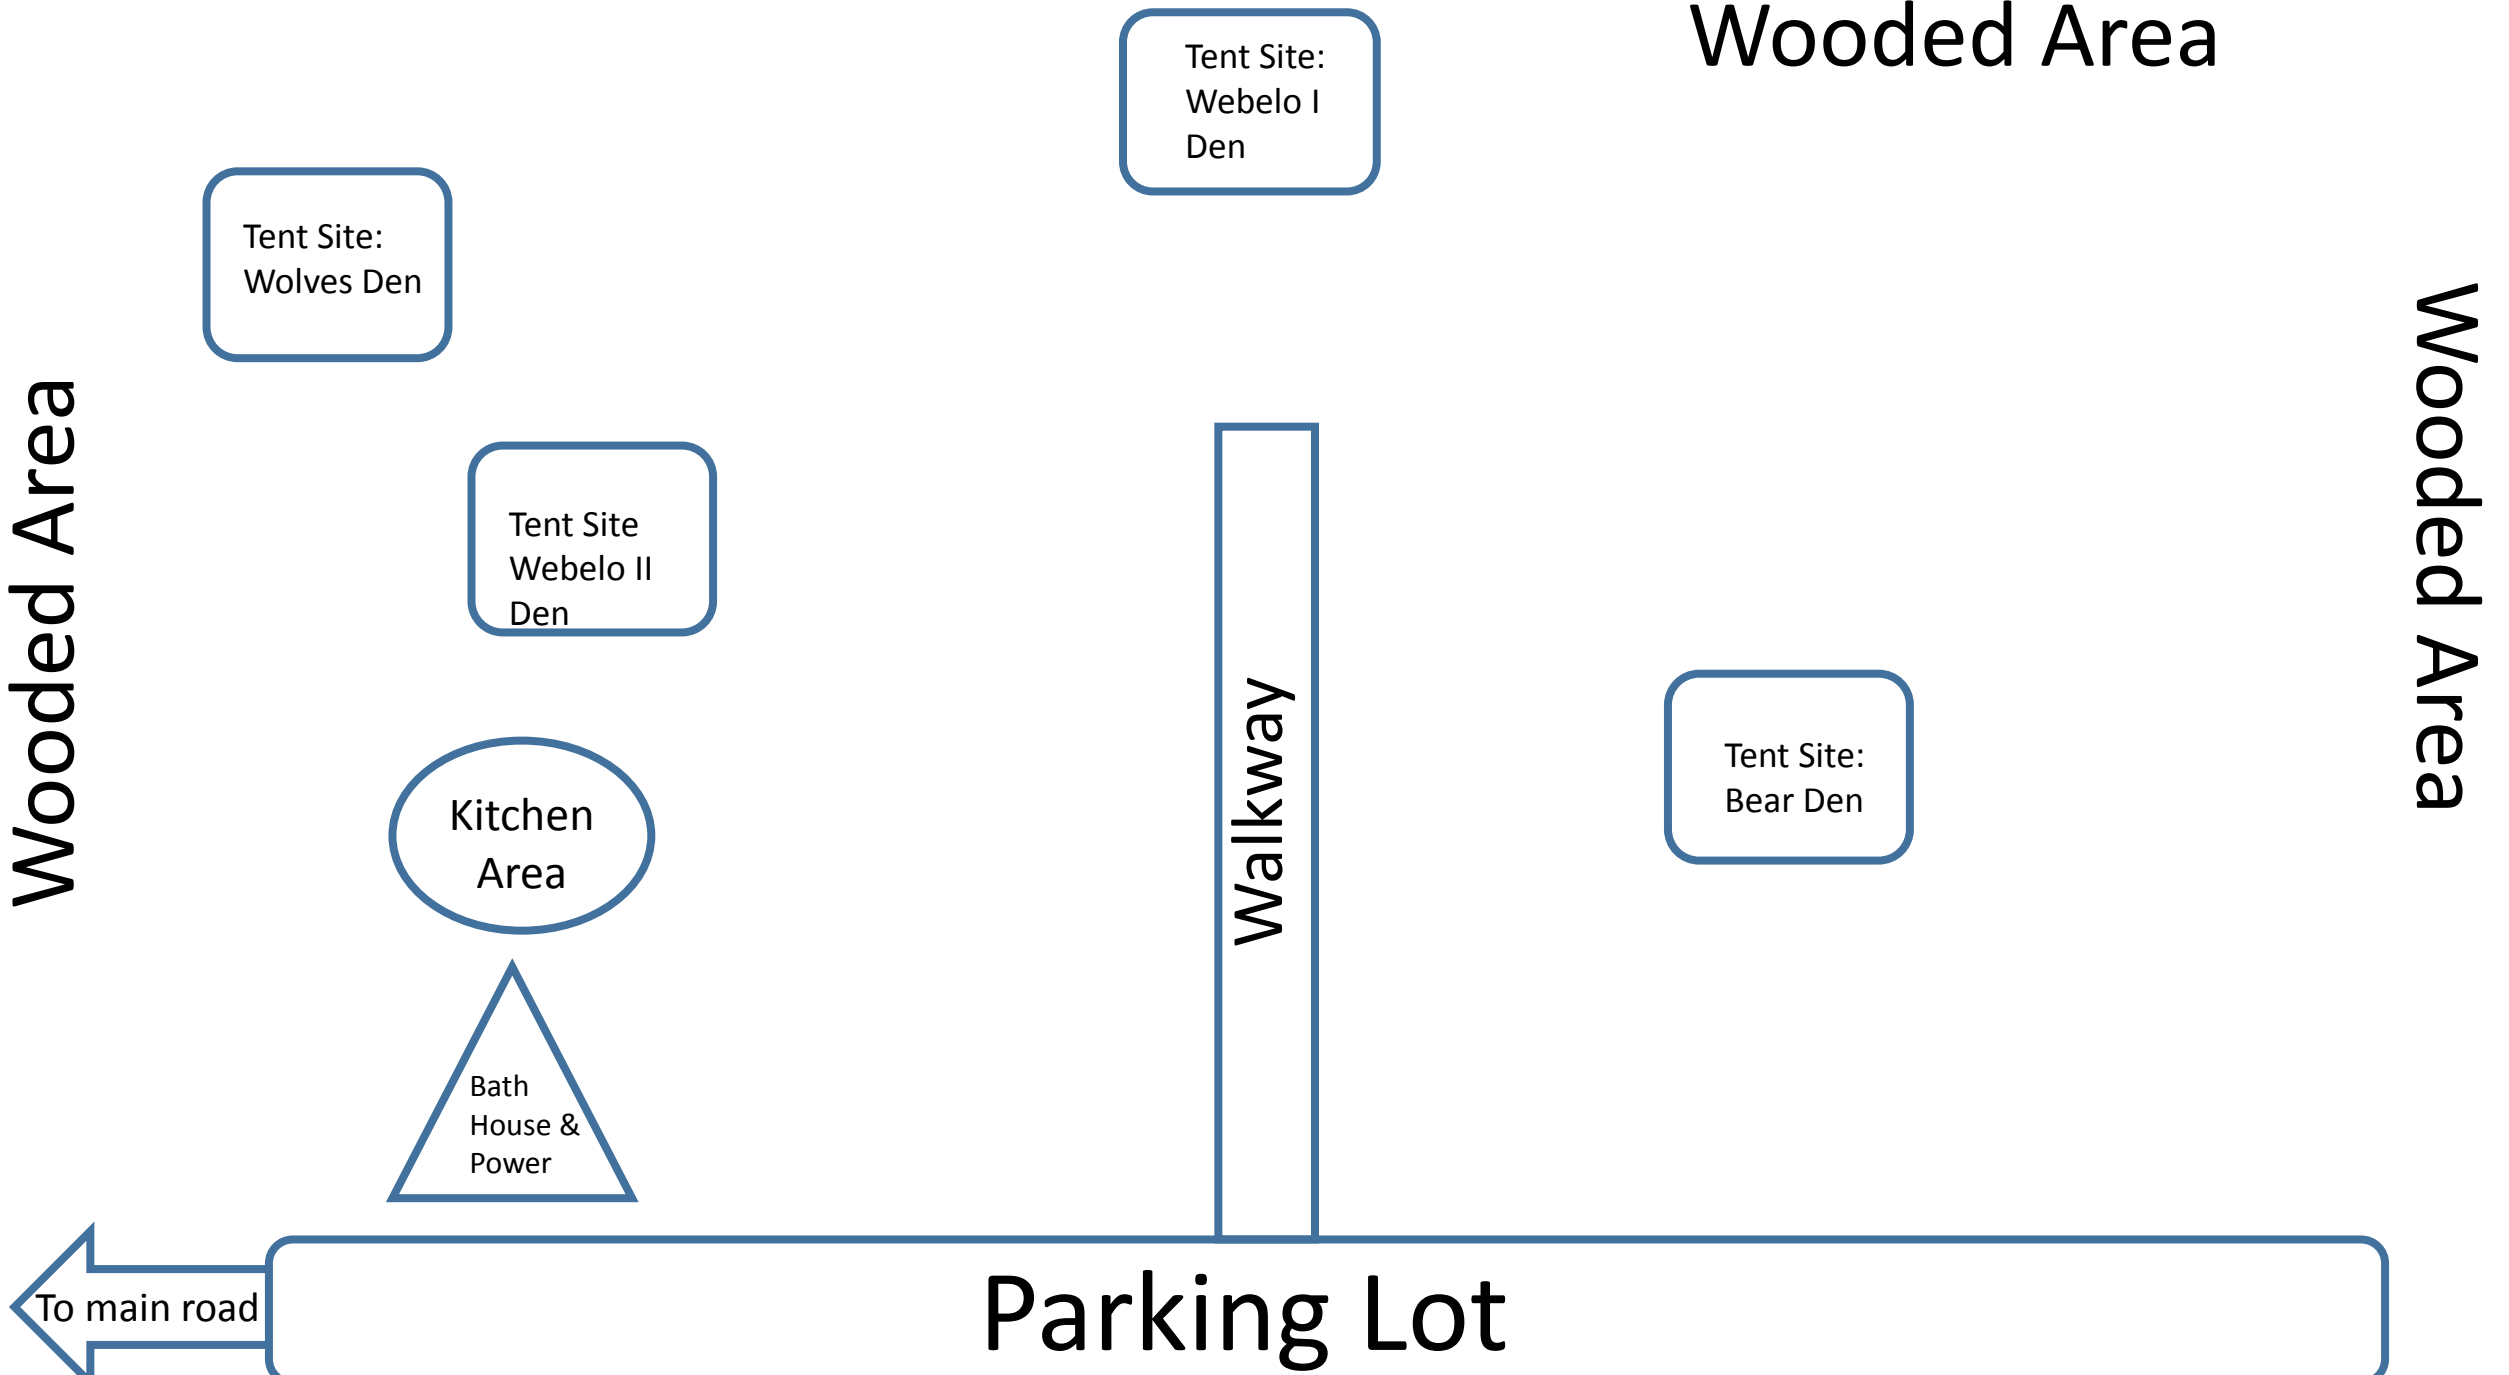 Wooded Area
Tent Site:
Webelo I
Den
Tent Site:
Wolves Den
Wooded Area
Wooded Area
Tent Site
Webelo II
Den
Walkway
Tent Site:
Bear Den
Kitchen
Area
Bath
House &
Power
To main road
Parking Lot